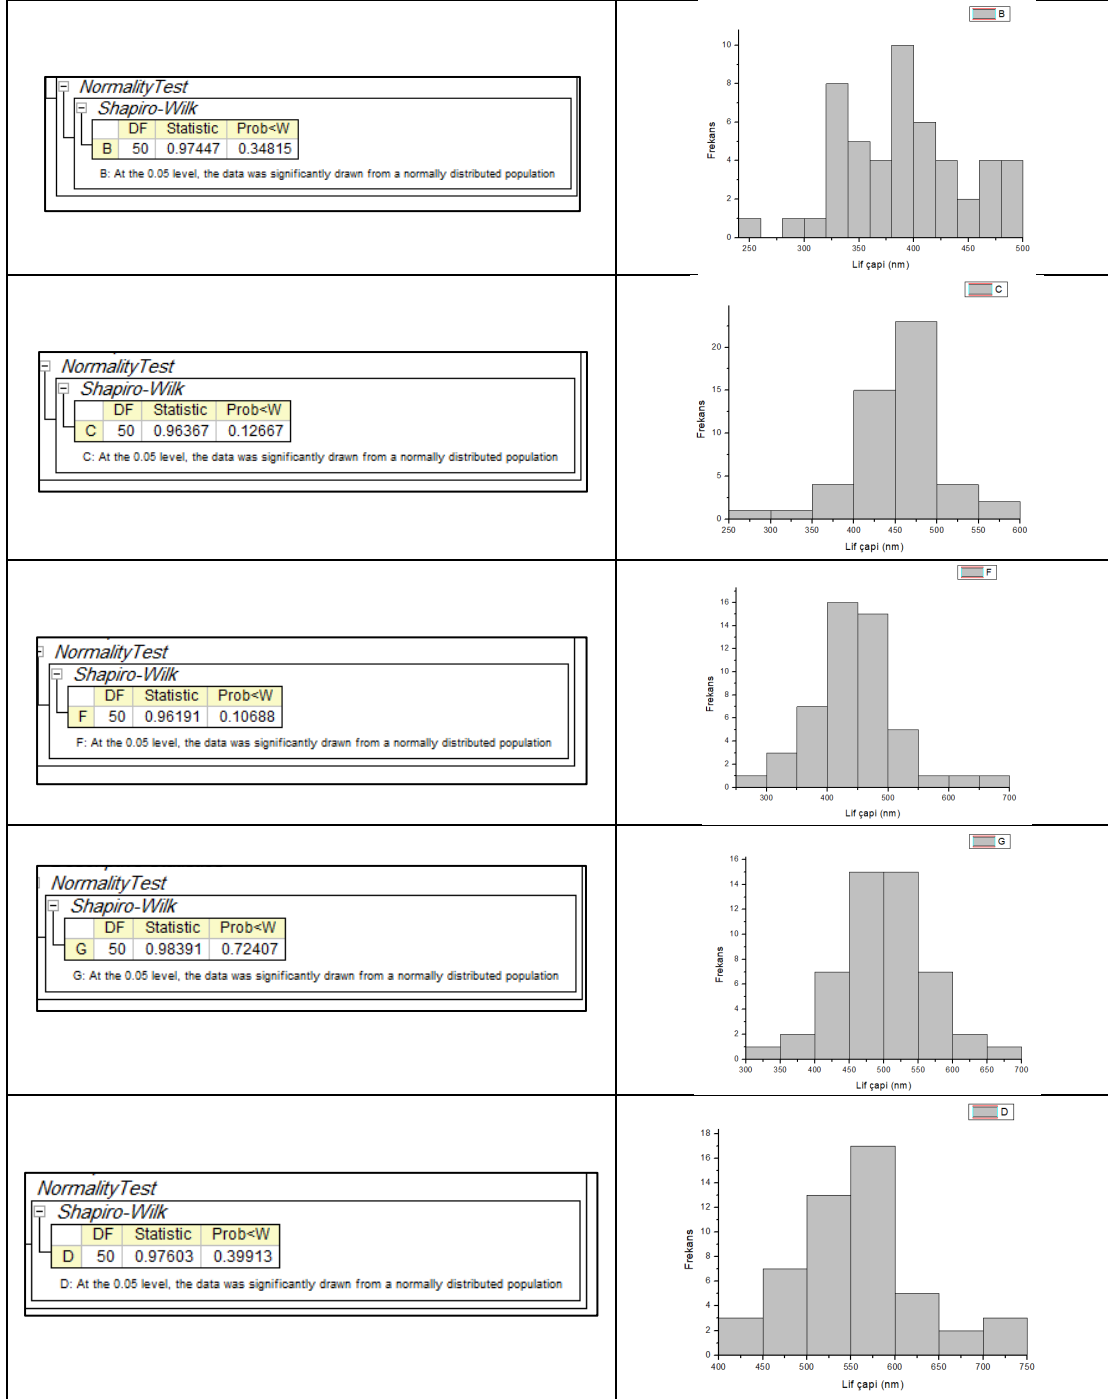 NormalityTest
Shapiro-Wilk
DF Statistic Prob<W
B 50 0.97447 0.34815
B: At the 0.05 level, the data was significantly drawn from a normally distributed population
B
10
8
6
4
2
0
Frekans
250 300 350 400 450 500
Lif çapi (nm)
NormalityTest
Shapiro-Wilk
DF Statistic Prob<W
C 50 0.96367 0.12667
C: At the 0.05 level, the data was significantly drawn from a normally distributed population
C
20
15
10
5
0
Frekans
250 300 350 400 450 500 550 600
Lif çapi (nm)
NormalityTest
Shapiro-Wilk
DF Statistic Prob<W
F 50 0.96191 0.10688
F: At the 0.05 level, the data was significantly drawn from a normally distributed population
F
16
14
12
10
8
6
4
2
0
Frekans
300 400 500 600 700
Lif çapi (nm)
NormalityTest
Shapiro-Wilk
DF Statistic Prob<W
G 50 0.98391 0.72407
G: At the 0.05 level, the data was significantly drawn from a normally distributed population
G
16
14
12
10
8
6
4
2
0
Frekans
300 350 400 450 500 550 600 650 700
Lif çapi (nm)
NormalityTest
Shapiro-Wilk
DF Statistic Prob<W
D 50 0.97603 0.39913
D: At the 0.05 level, the data was significantly drawn from a normally distributed population
D
18
16
14
12
10
8
6
4
2
0
Frekans
400 450 500 550 600 650 700 750
Lif çapi (nm)